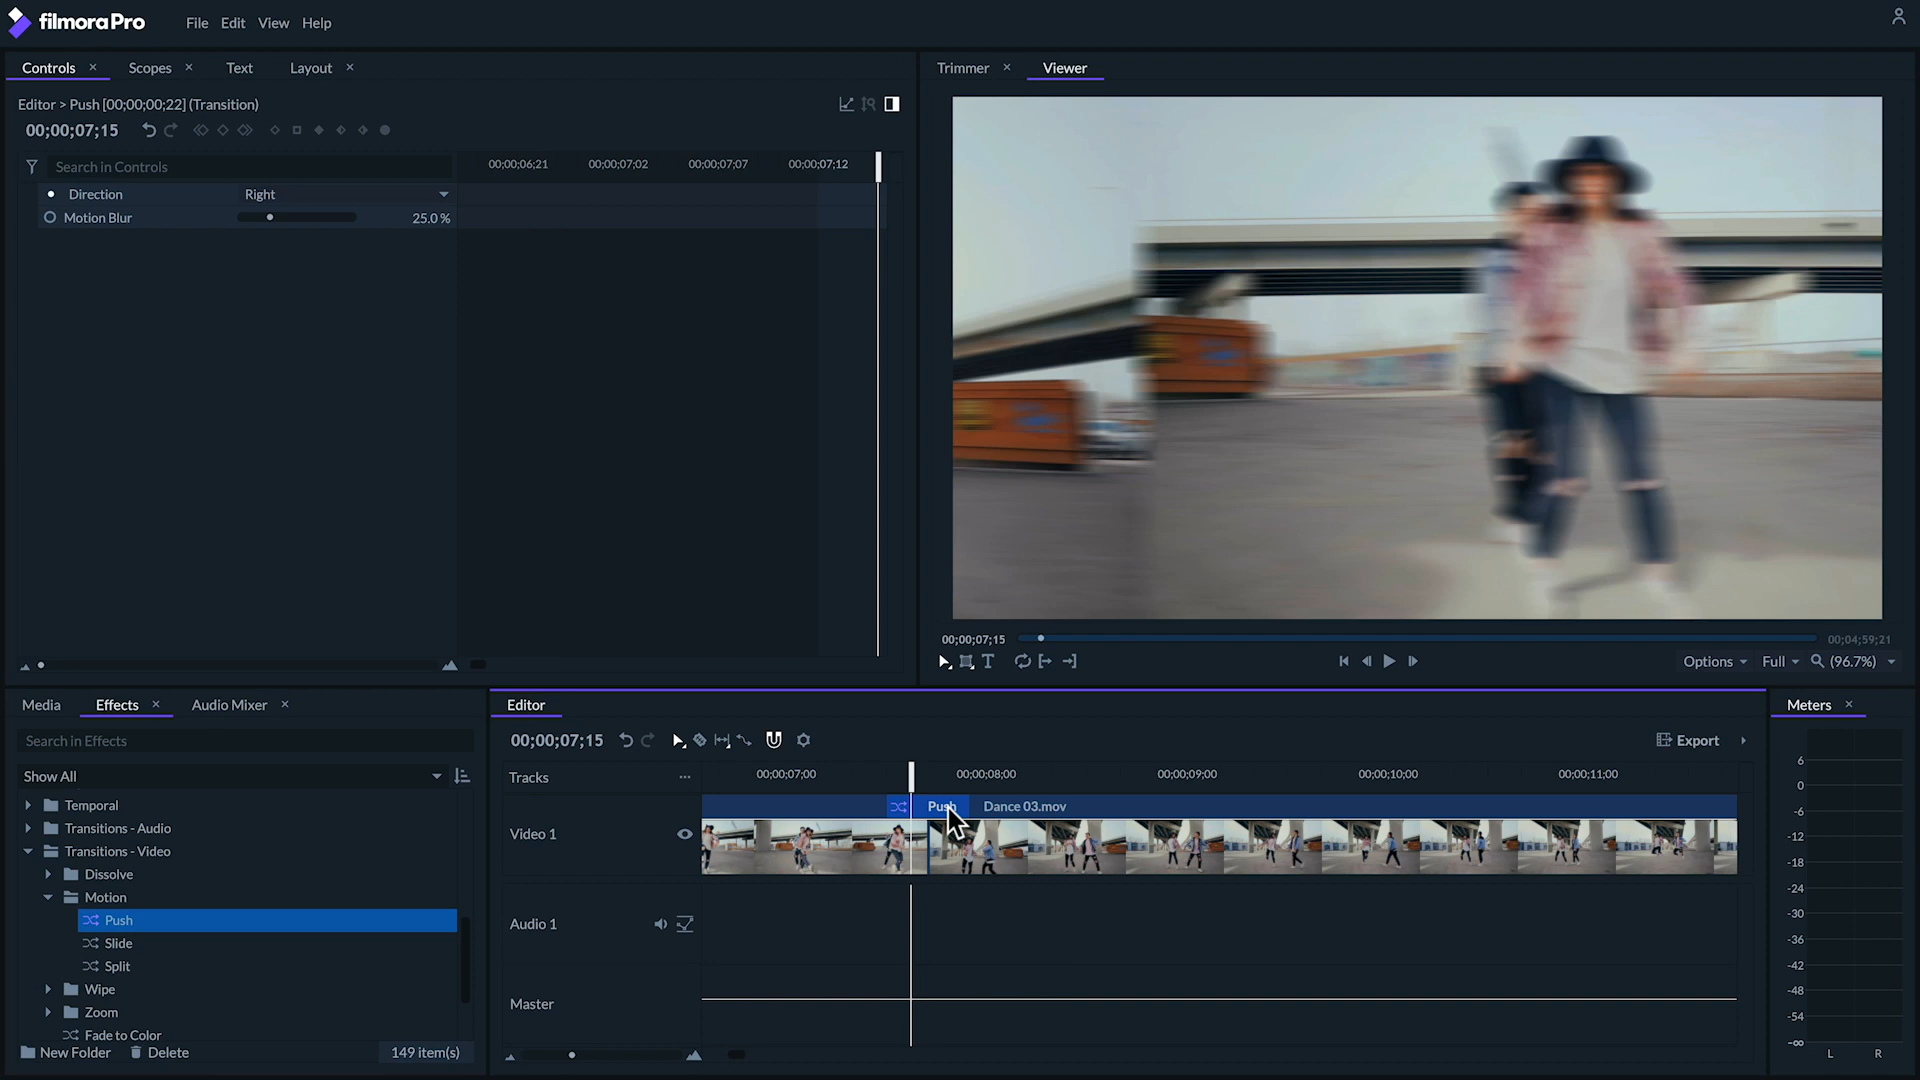 filmoraPro File Edit View Help
Controls × Scopes × Text Layout ×
Editor > Push [00;00;00;22] (Transition)
00;00;07;15
Search in Controls
00;00;06;21 00;00;07;02 00;00;07;07 00;00;07;12
Direction Right
Motion Blur 25.0 %
Trimmer × Viewer
00;00;07;15 00;04;59;21
Options Full (96.7%)
Media Effects × Audio Mixer ×
Search in Effects
Show All
Temporal
Transitions - Audio
Transitions - Video
Dissolve
Motion
Push
Slide
Split
Wipe
Zoom
Fade to Color
New Folder Delete 149 item(s)
Editor
00;00;07;15 Export
Tracks 00;00;07;00 00;00;08;00 00;00;09;00 00;00;10;00 00;00;11;00
Push Dance 03.mov
Video 1
Audio 1
Master
Meters ×
6
0
-6
-12
-18
-24
-30
-36
-42
-48
-54
-∞
L R